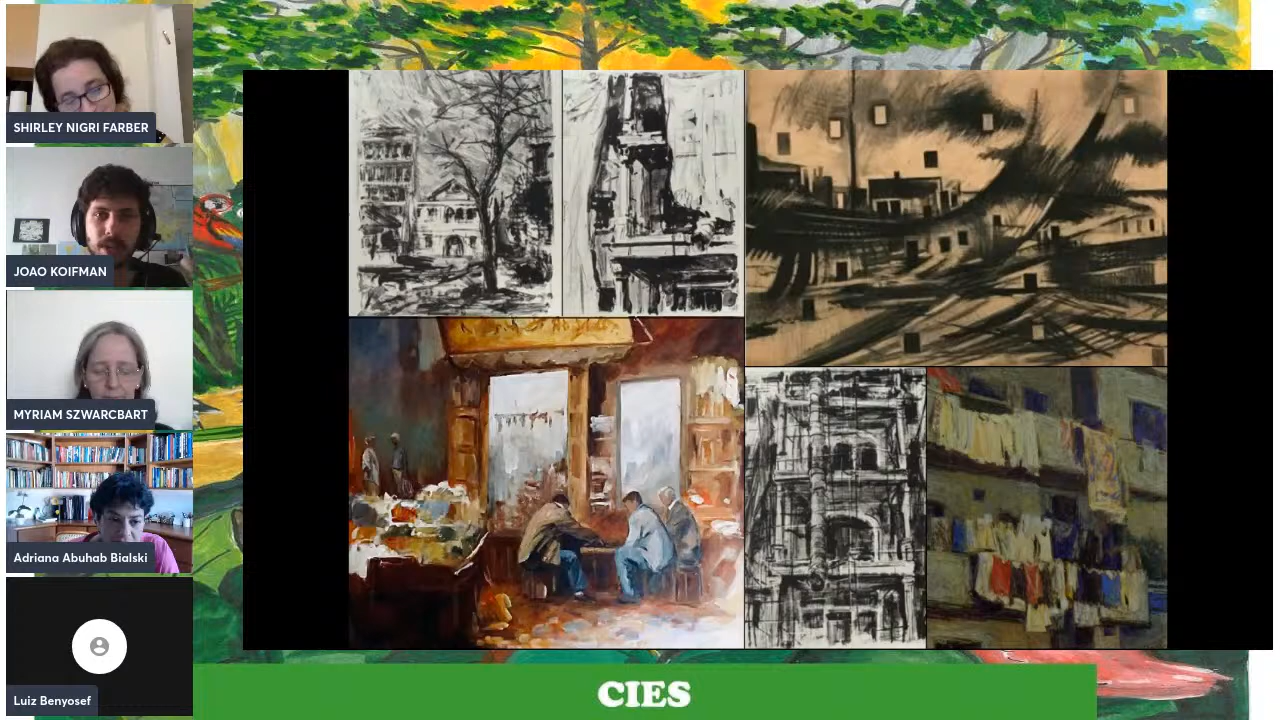 SHIRLEY NIGRI FARBER
JOAO KOIFMAN
MYRIAM SZWARCBART
Adriana Abuhab Bialski
Luiz Benyosef
CIES